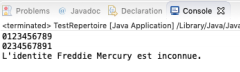 Problems @ Javadoc Declaration Console
<terminated> TestRepertoire [Java Application] /Library/Java/Java
0123456789
0234567891
L'identite Freddie Mercury est inconnue.